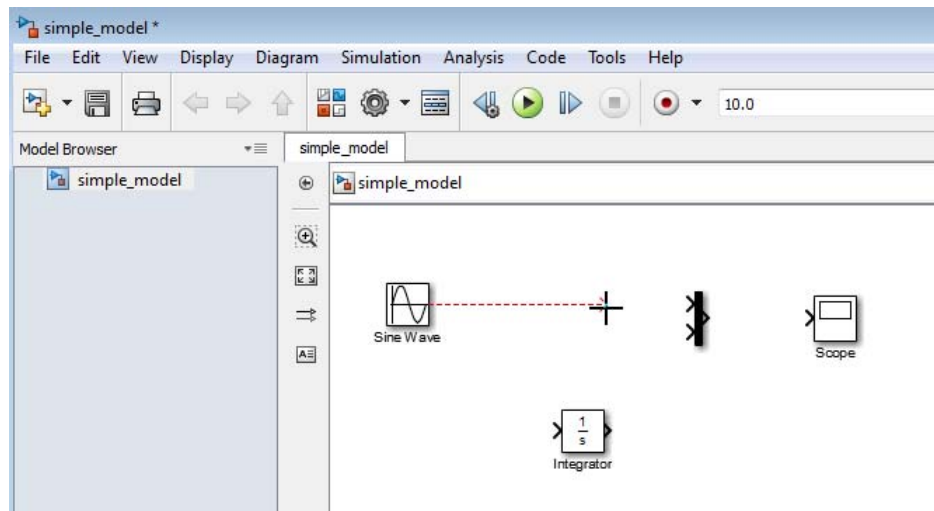 simple_model *
File Edit View Display Diagram Simulation Analysis Code Tools Help
10.0
Model Browser
simple_model
simple_model
simple_model
A
Sine Wave
Scope
1
s
Integrator